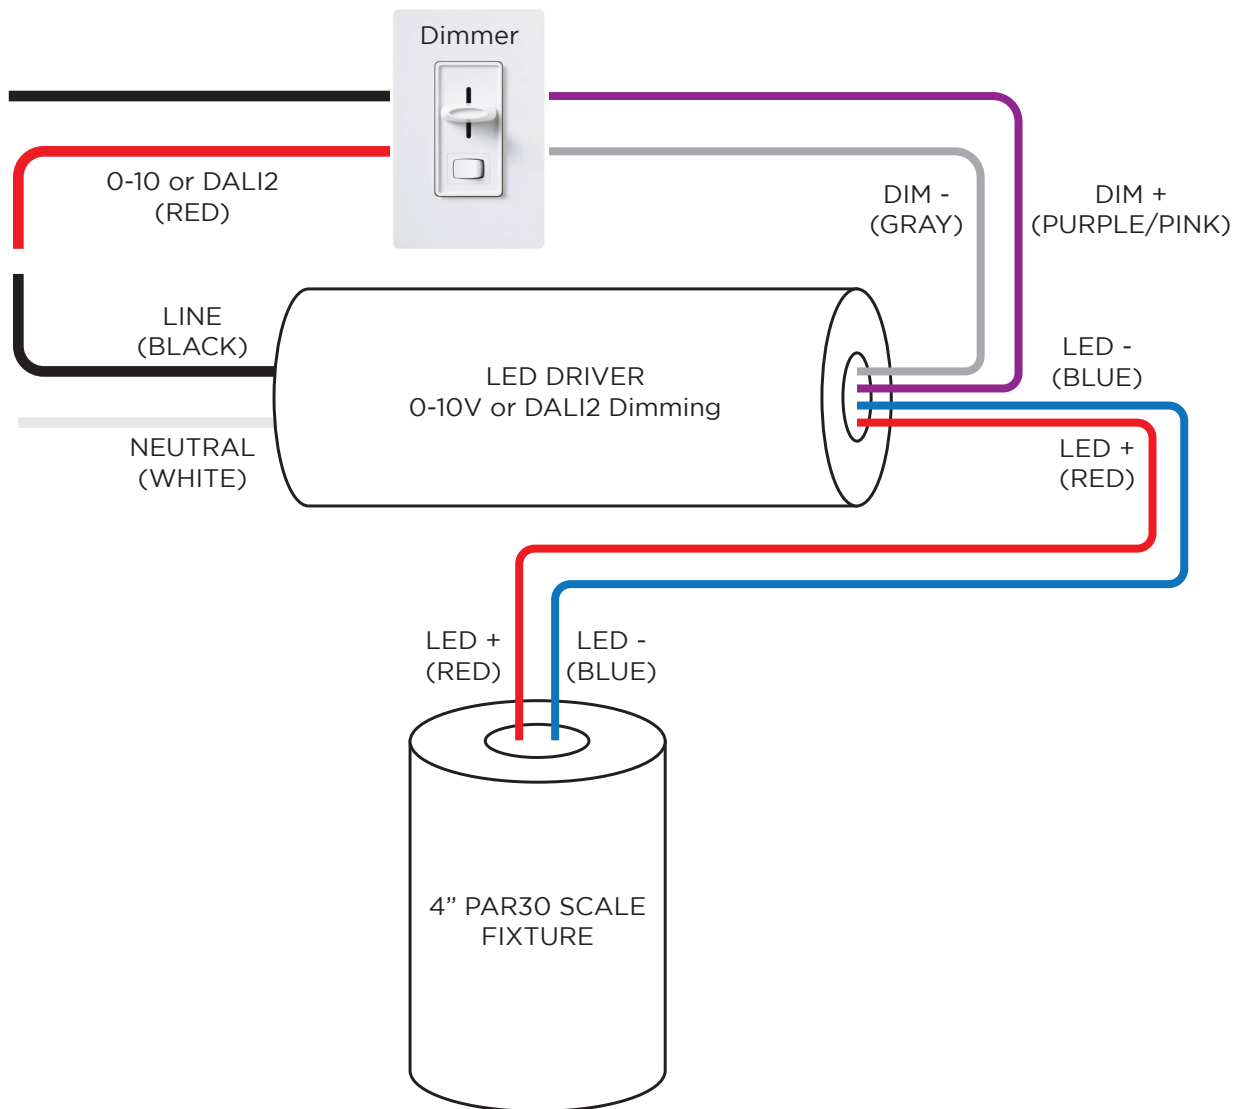 Dimmer
0-10 or DALI2
(RED)
DIM -
(GRAY)
DIM +
(PURPLE/PINK)
LINE
(BLACK)
LED DRIVER
0-10V or DALI2 Dimming
LED -
(BLUE)
NEUTRAL
(WHITE)
LED +
(RED)
LED +
(RED)
LED -
(BLUE)
4” PAR30 SCALE
FIXTURE